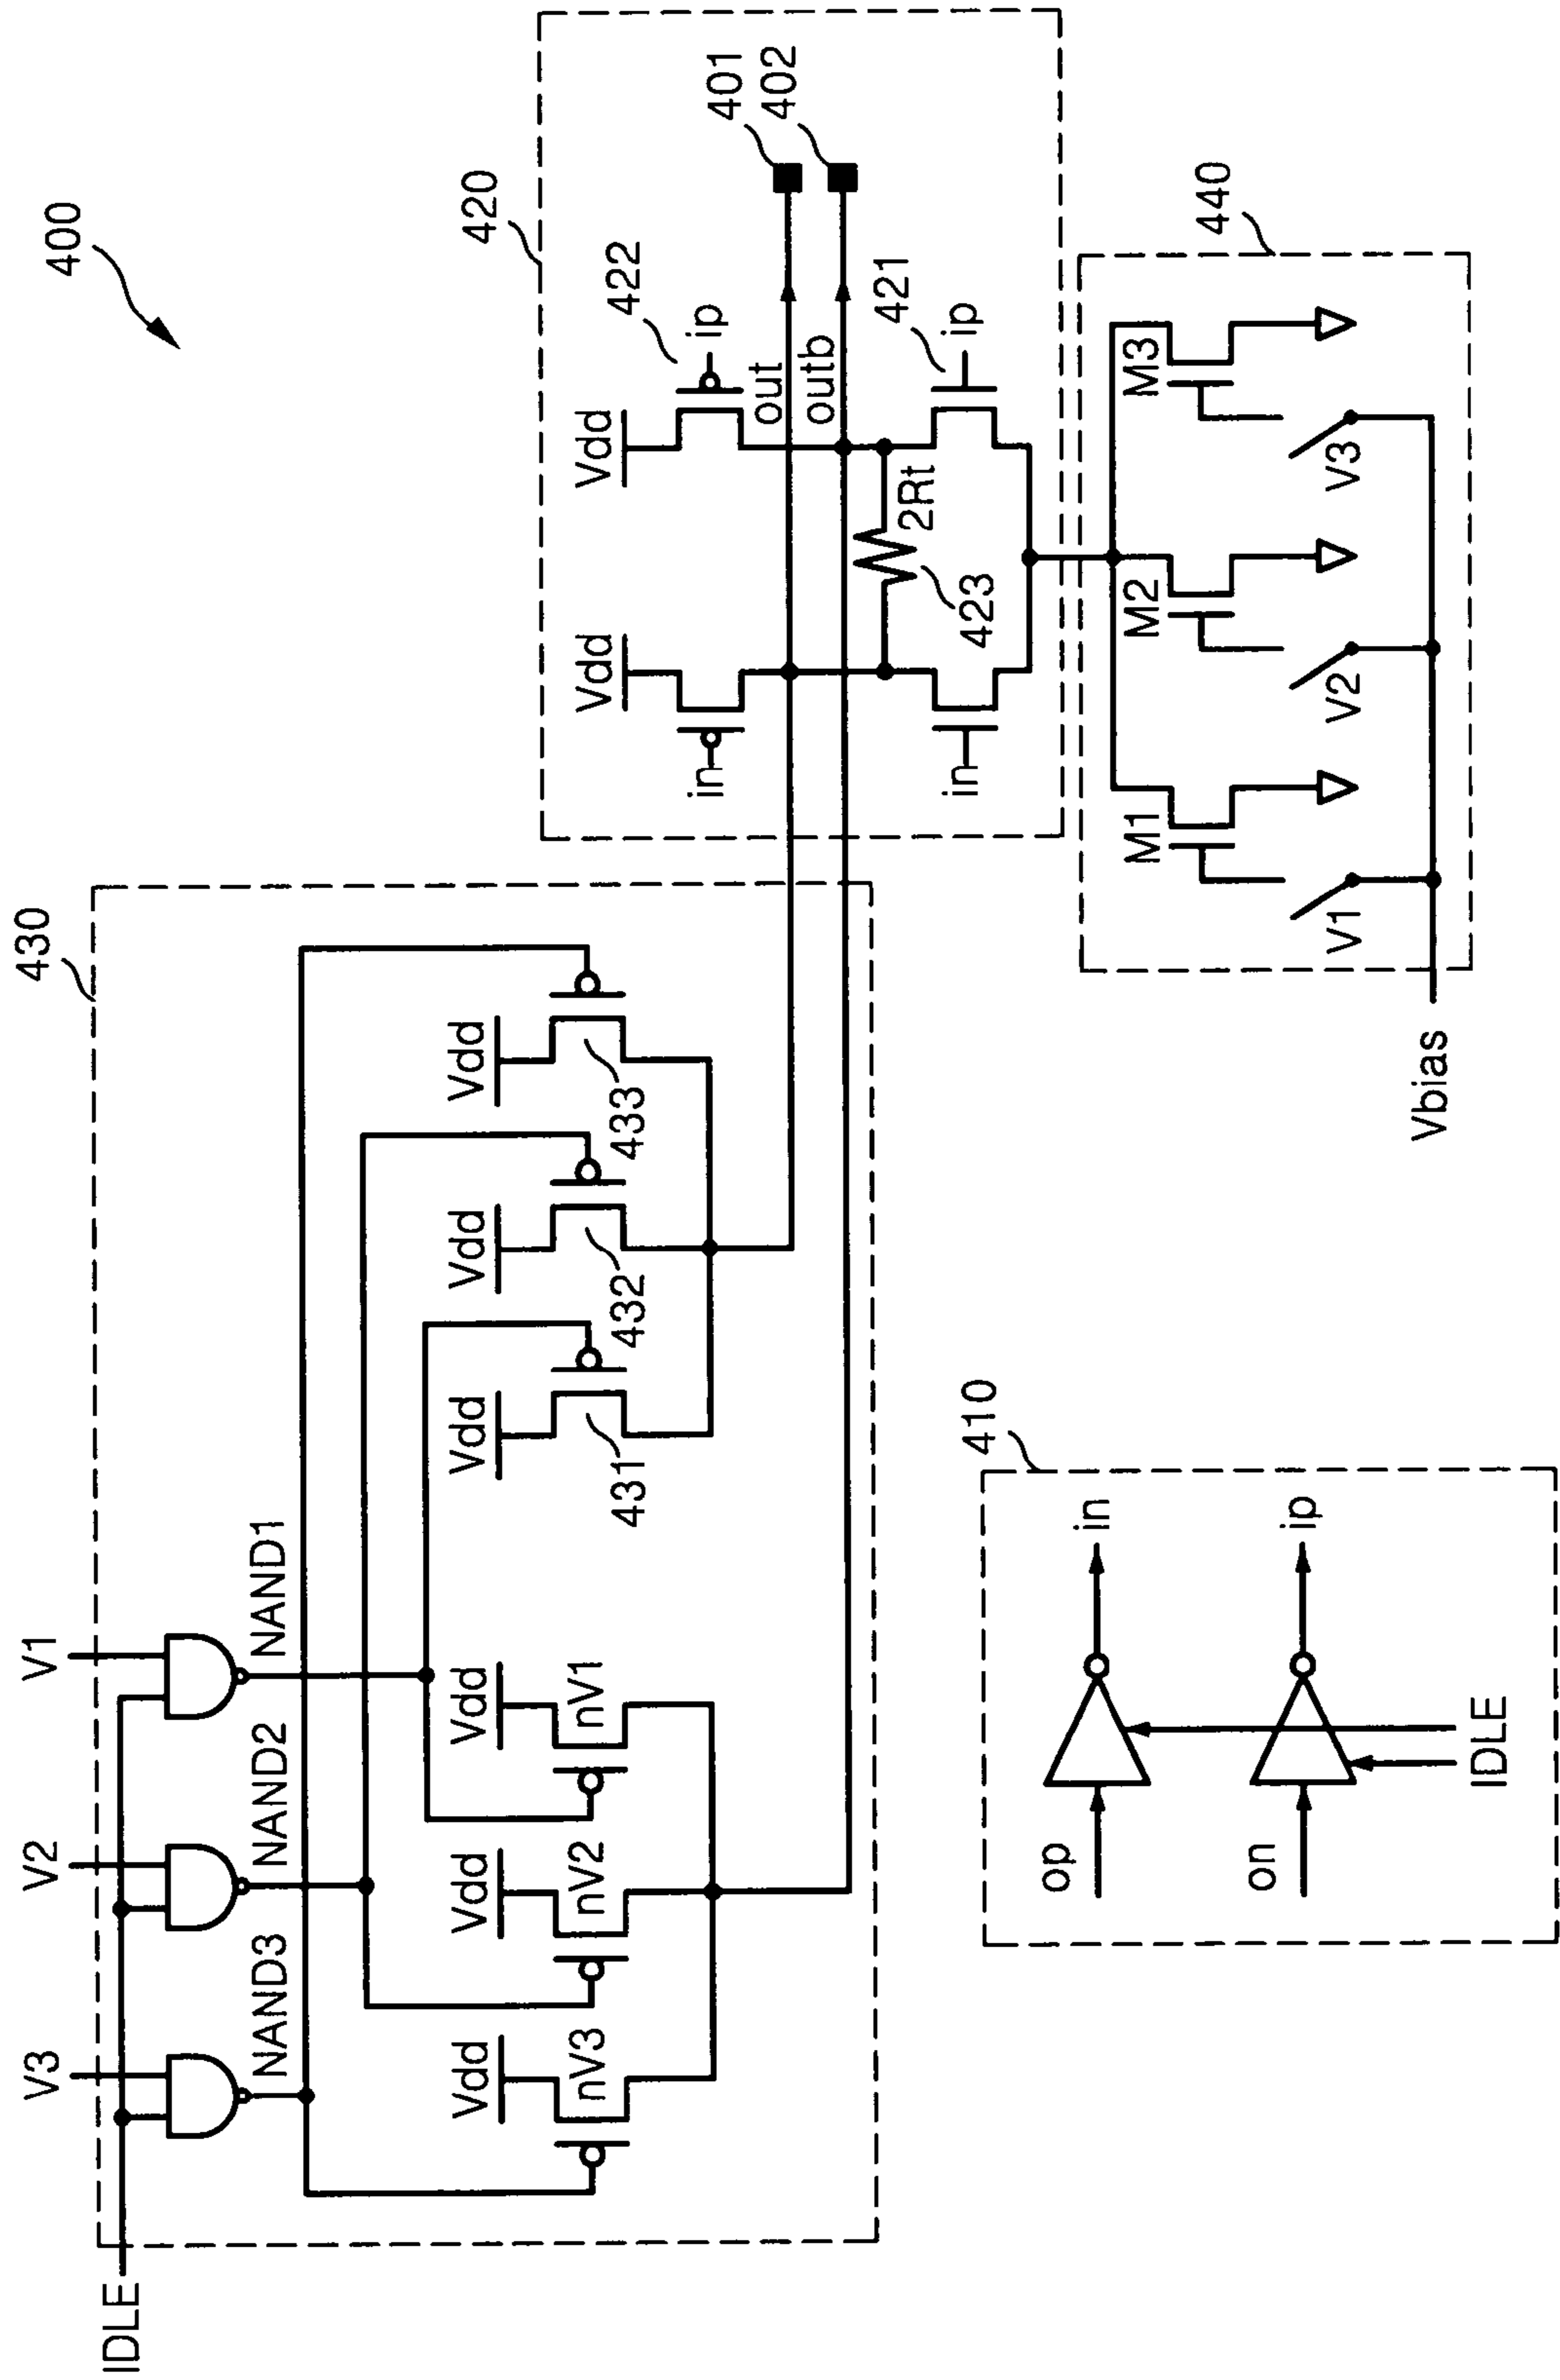 400
430
IDLE
V3
V2
V1
NAND3
NAND2
NAND1
Vdd
nV3
Vdd
nV2
Vdd
nV1
Vdd
431
Vdd
432
Vdd
433
420
Vdd
Vdd
422
in
ip
out
outb
401
402
2Rt
423
421
in
ip
440
M1
M2
M3
V1
V2
V3
Vbias
410
op
in
on
ip
IDLE